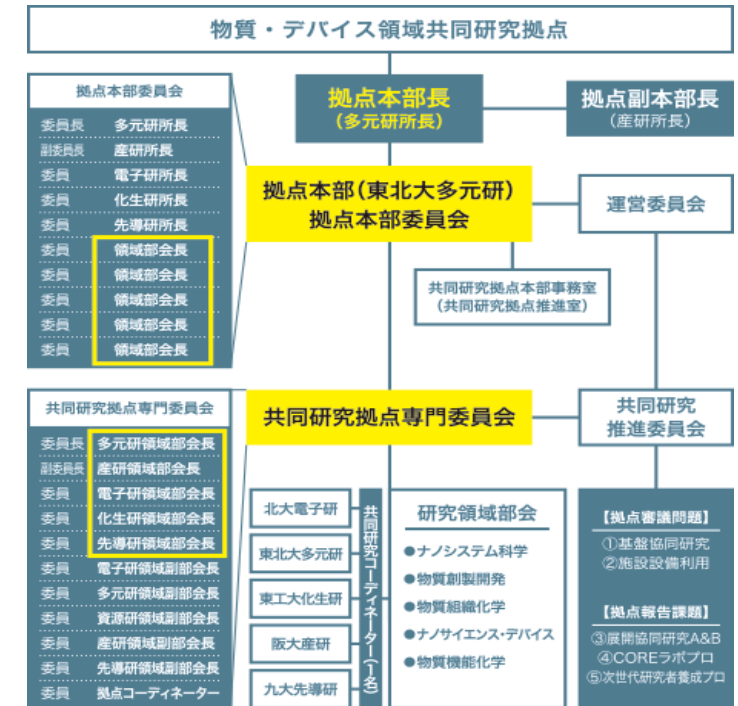 物質・デバイス領域共同研究拠点
拠点本部長
(多元研所長)
拠点副本部長
(産研所長)
拠点本部委員会
委員長 多元研所長
副委員長 産研所長
委員 電子研所長
委員 化生研所長
委員 先導研所長
委員 領域部会長
委員 領域部会長
委員 領域部会長
委員 領域部会長
委員 領域部会長
拠点本部(東北大多元研)
拠点本部委員会
運営委員会
共同研究拠点本部事務室
(共同研究拠点推進室)
共同研究拠点専門委員会
委員長 多元研領域部会長
副委員長 産研領域部会長
委員 電子研領域部会長
委員 化生研領域部会長
委員 先導研領域部会長
委員 電子研領域副部会長
委員 多元研領域副部会長
委員 資源研領域副部会長
委員 産研領域副部会長
委員 先導研領域副部会長
委員 拠点コーディネーター
共同研究拠点専門委員会
共同研究
推進委員会
北大電子研
東北大多元研
東工大化生研
阪大産研
九大先導研
共同研究コーディネーター(1名)
研究領域部会
●ナノシステム科学
●物質創製開発
●物質組織化学
●ナノサイエンス・デバイス
●物質機能化学
【拠点審議問題】
①基盤協同研究
②施設設備利用
【拠点報告課題】
③展開協同研究A&B
④COREラボプロ
⑤次世代研究者養成プロ